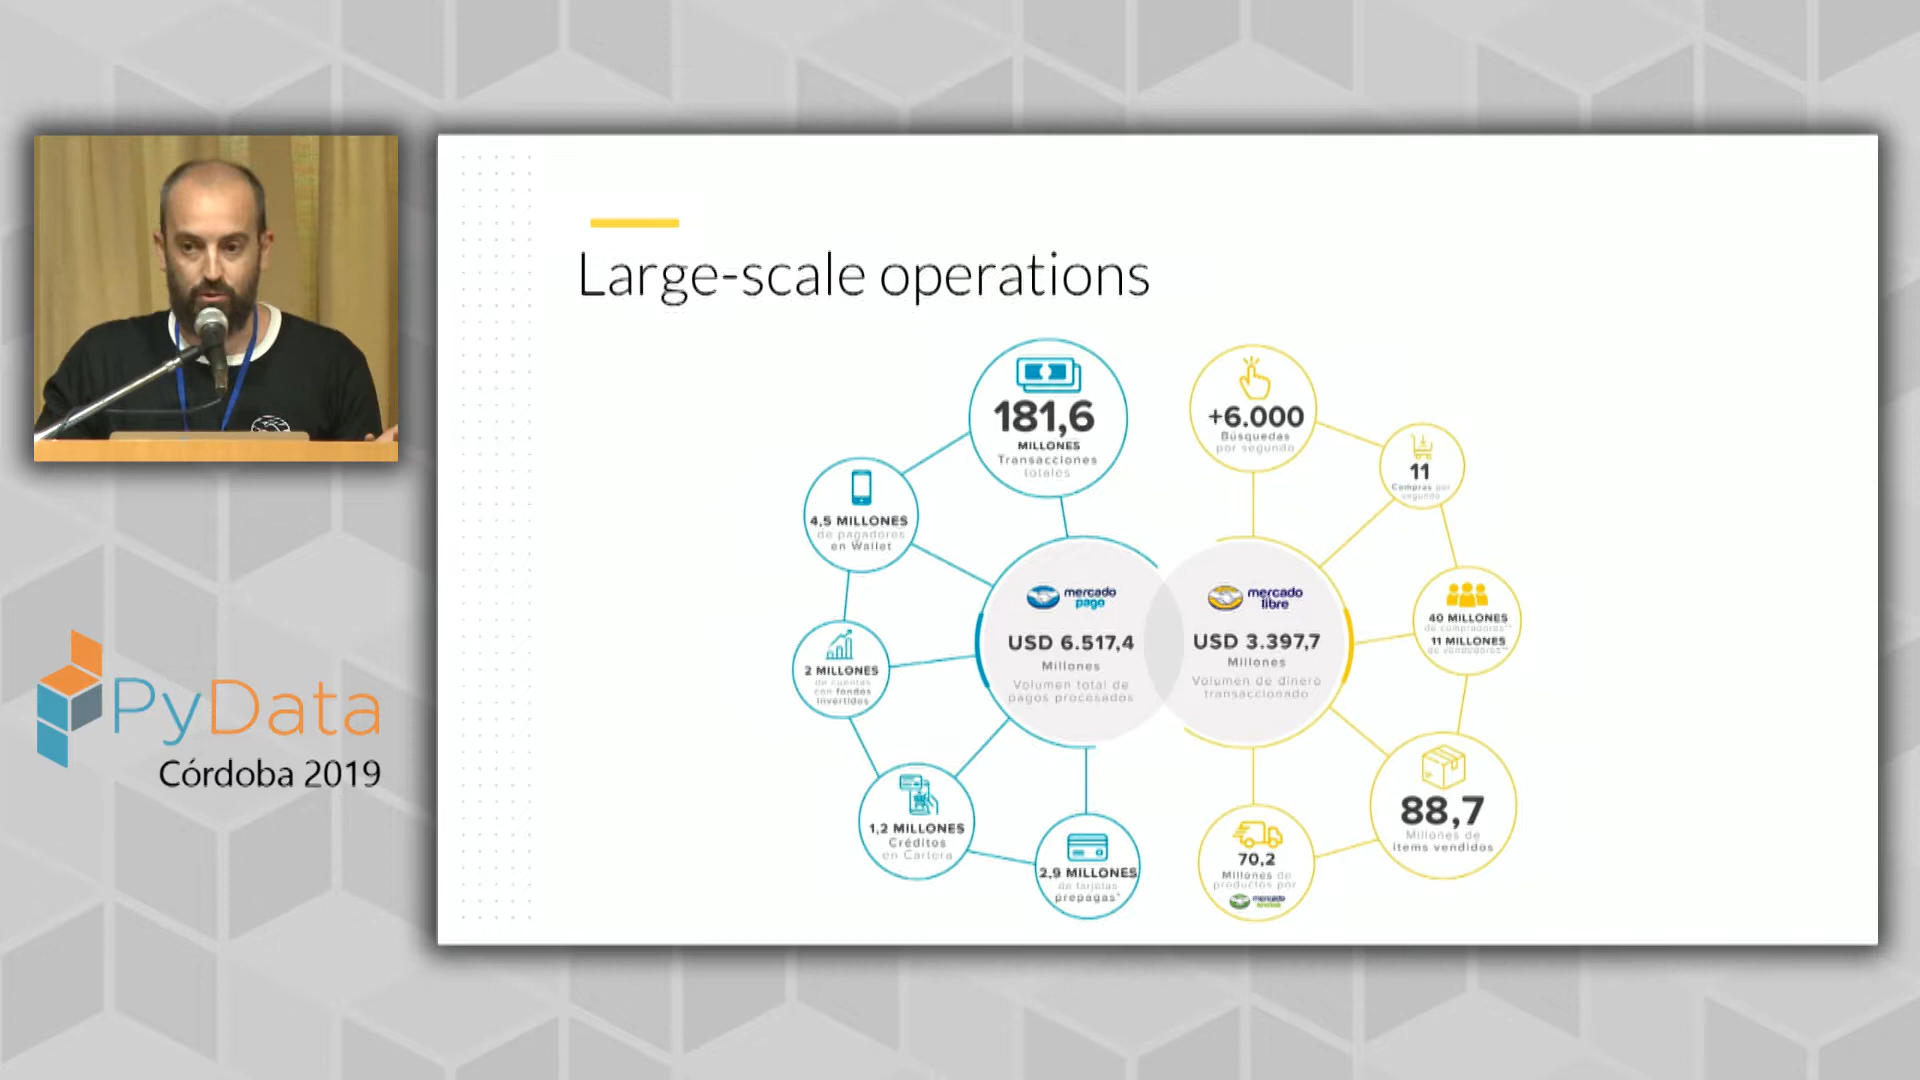 Large-scale operations
181,6
MILLONES
Transacciones
totales
4,5 MILLONES
de pagadores
en Wallet
2 MILLONES
de cuentas
con fondos
invertidos
1,2 MILLONES
Créditos
en Cartera
2,9 MILLONES
de tarjetas
prepagas*
mercado
pago
USD 6.517,4
Millones
Volumen total de
pagos procesados
mercado
libre
USD 3.397,7
Millones
Volumen de dinero
transaccionado
+6.000
Búsquedas
por segundo
11
Compras por
segundo
40 MILLONES
de compradores**
11 MILLONES
de vendedores**
88,7
Millones de
items vendidos
70,2
Millones de
productos por
mercado
envios
PyData
Córdoba 2019